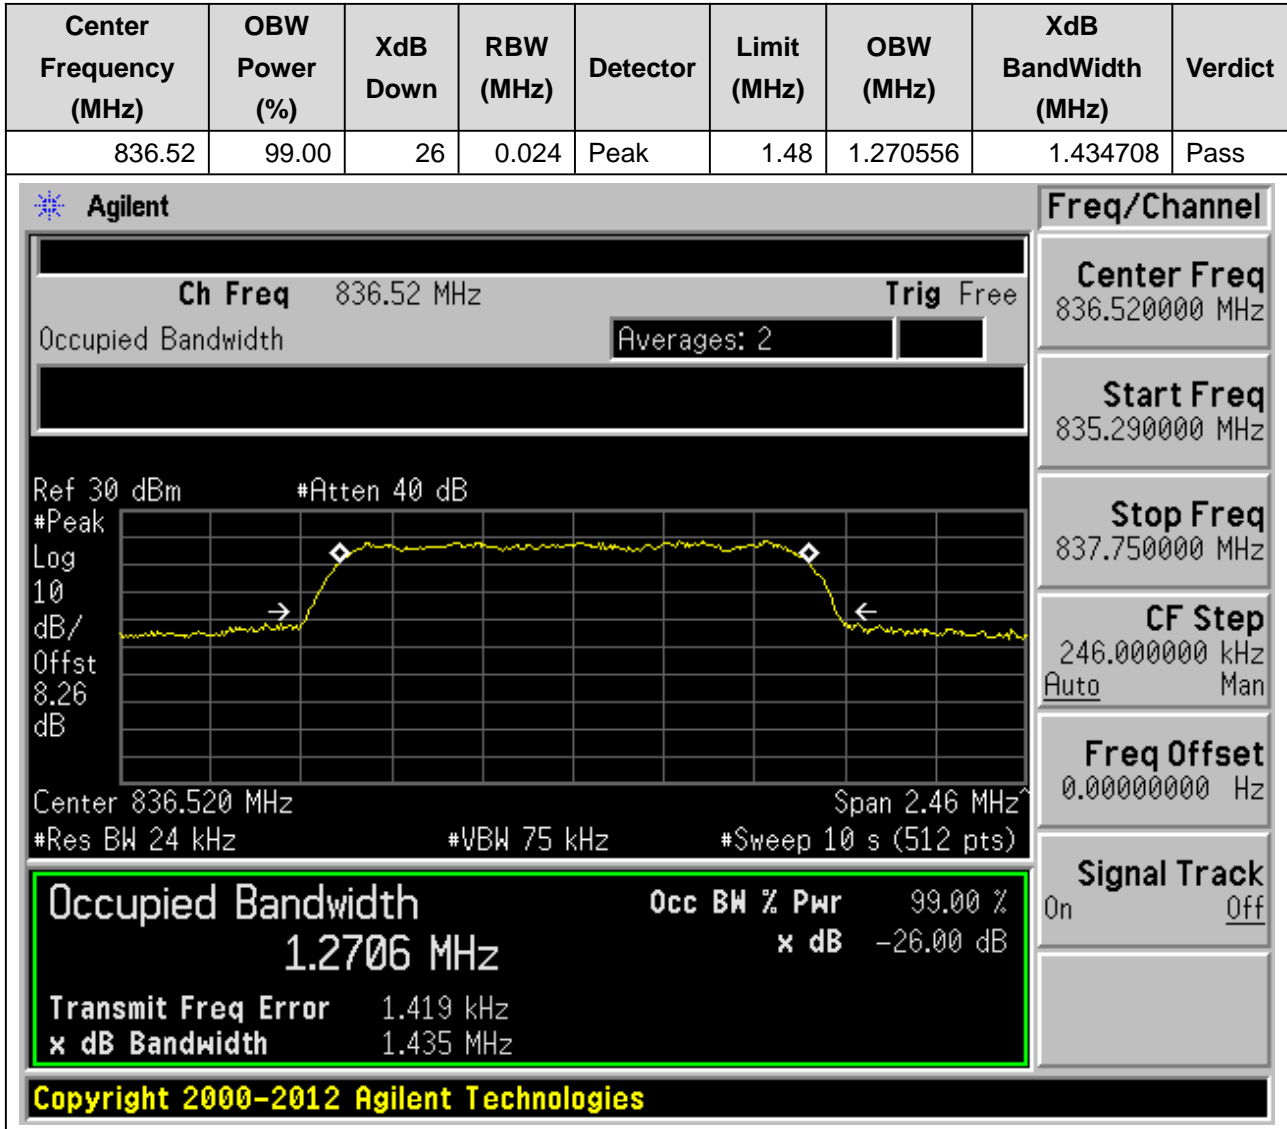 Center Frequency (MHz) OBW Power (%) XdB Down RBW (MHz) Detector Limit (MHz) OBW (MHz) XdB BandWidth (MHz) Verdict
836.52 99.00 26 0.024 Peak 1.48 1.270556 1.434708 Pass
Agilent
Freq/Channel
Ch Freq 836.52 MHz Trig Free
Occupied Bandwidth Averages: 2
Center Freq
836.520000 MHz
Start Freq
835.290000 MHz
Stop Freq
837.750000 MHz
CF Step
246.000000 kHz
Auto Man
Freq Offset
0.00000000 Hz
Signal Track
On Off
Ref 30 dBm #Atten 40 dB
#Peak
Log
10
dB/
Offst
8.26
dB
Center 836.520 MHz Span 2.46 MHz^
#Res BW 24 kHz #VBW 75 kHz #Sweep 10 s (512 pts)
Occupied Bandwidth
1.2706 MHz
Occ BW % Pwr 99.00 %
x dB -26.00 dB
Transmit Freq Error 1.419 kHz
x dB Bandwidth 1.435 MHz
Copyright 2000-2012 Agilent Technologies